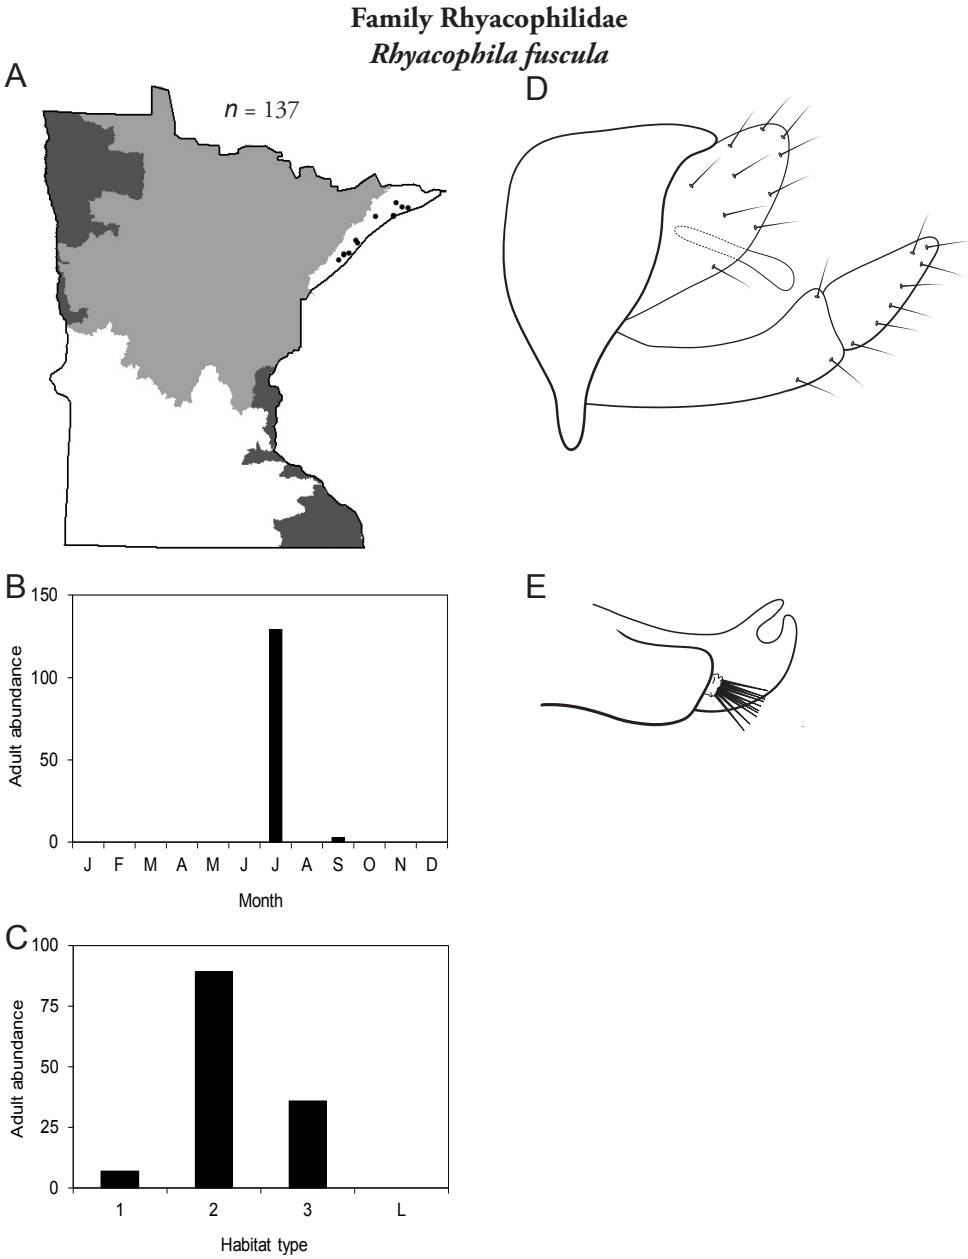 Family Rhyacophilidae
Rhyacophila fuscula
A
n = 137
D
B
150
100
50
0
Adult abundance
J F M A M J J A S O N D
Month
E
C
100
75
50
25
0
Adult abundance
1 2 3 L
Habitat type